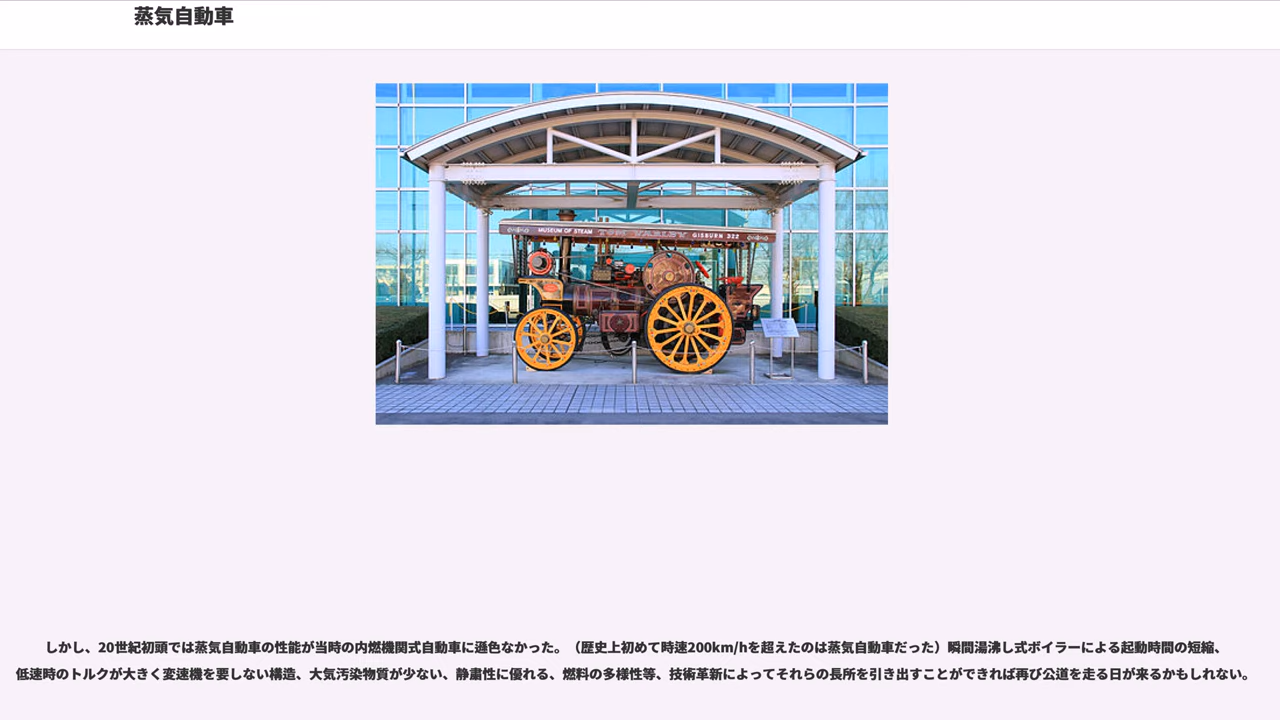 蒸気自動車
MUSEUM OF STEAM TOM VARLEY GISBURN 322
しかし、20世紀初頭では蒸気自動車の性能が当時の内燃機関式自動車に遜色なかった。（歴史上初めて時速200km/hを超えたのは蒸気自動車だった）瞬間湯沸し式ボイラーによる起動時間の短縮、
低速時のトルクが大きく変速機を要しない構造、大気汚染物質が少ない、静粛性に優れる、燃料の多様性等、技術革新によってそれらの長所を引き出すことができれば再び公道を走る日が来るかもしれない。